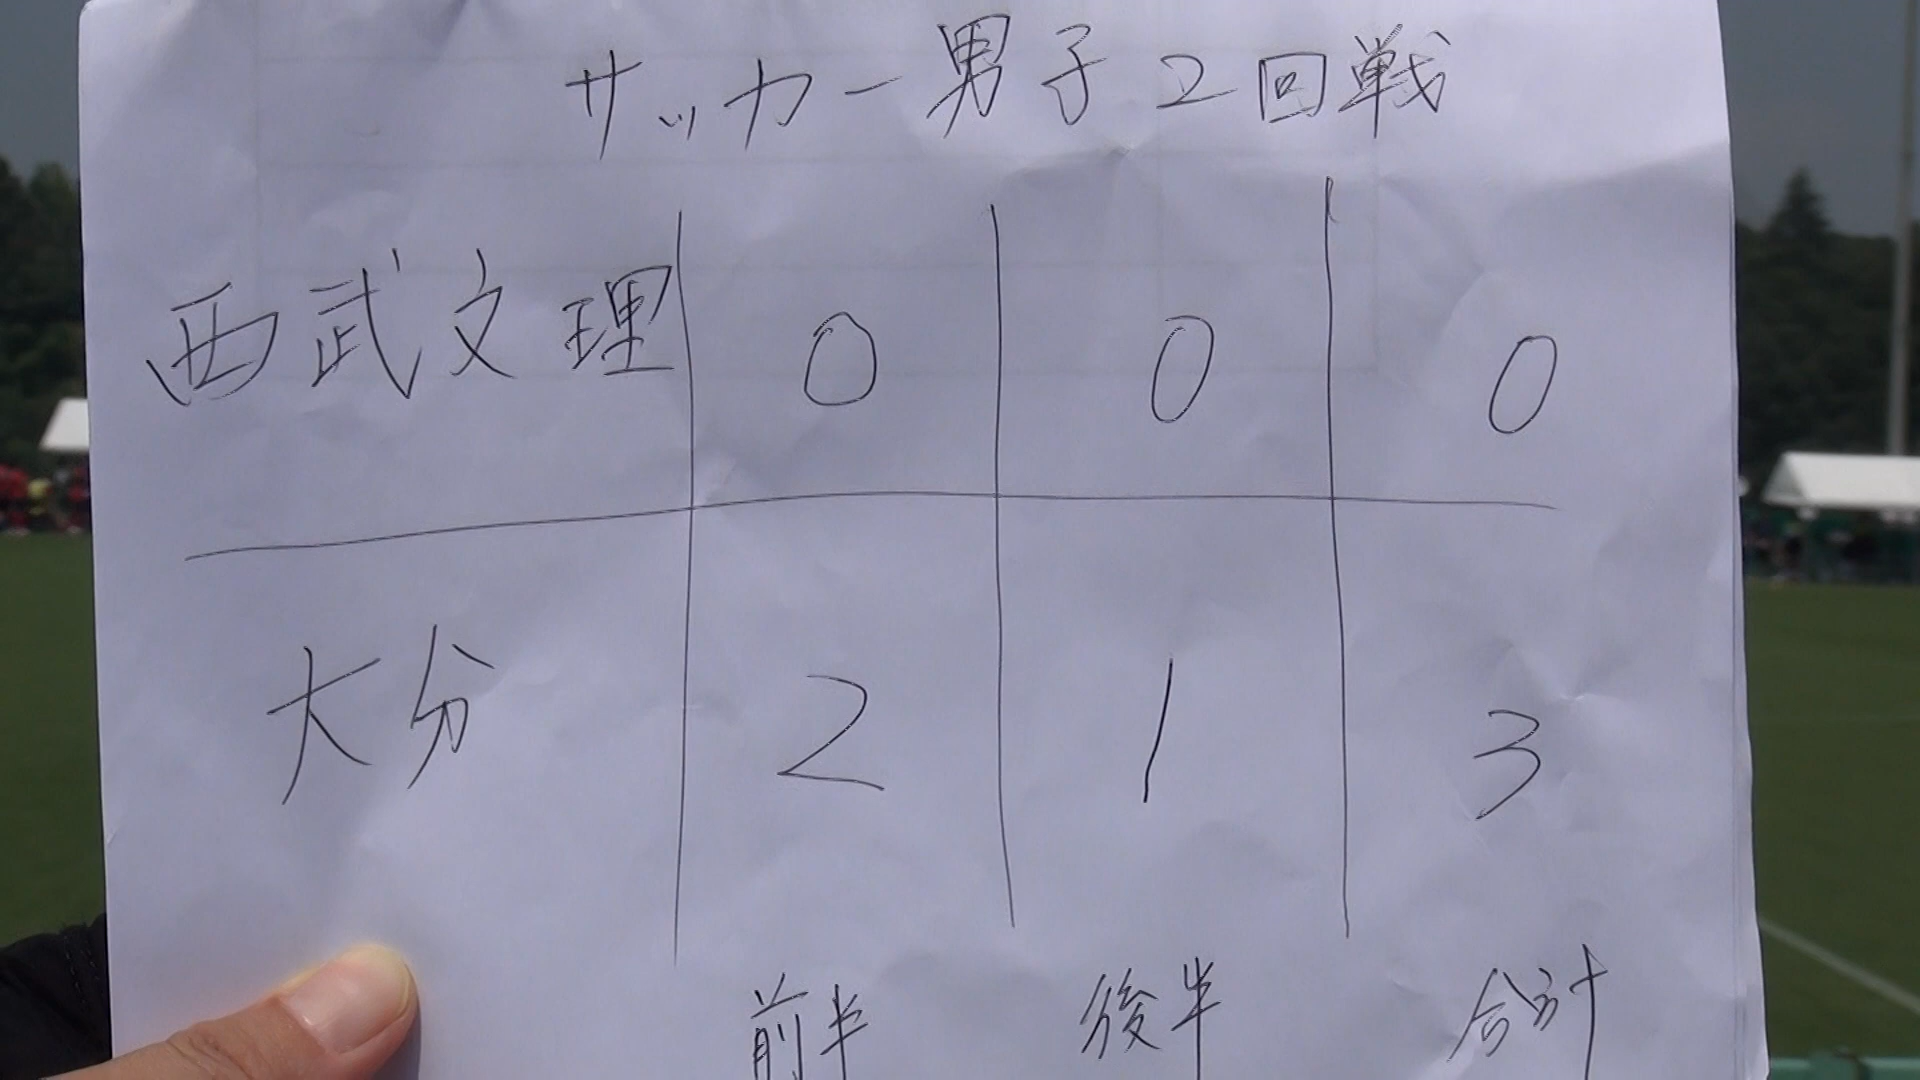 サッカー男子2回戦
西武文理 0 0 0
大分 2 1 3
前半 後半 合計